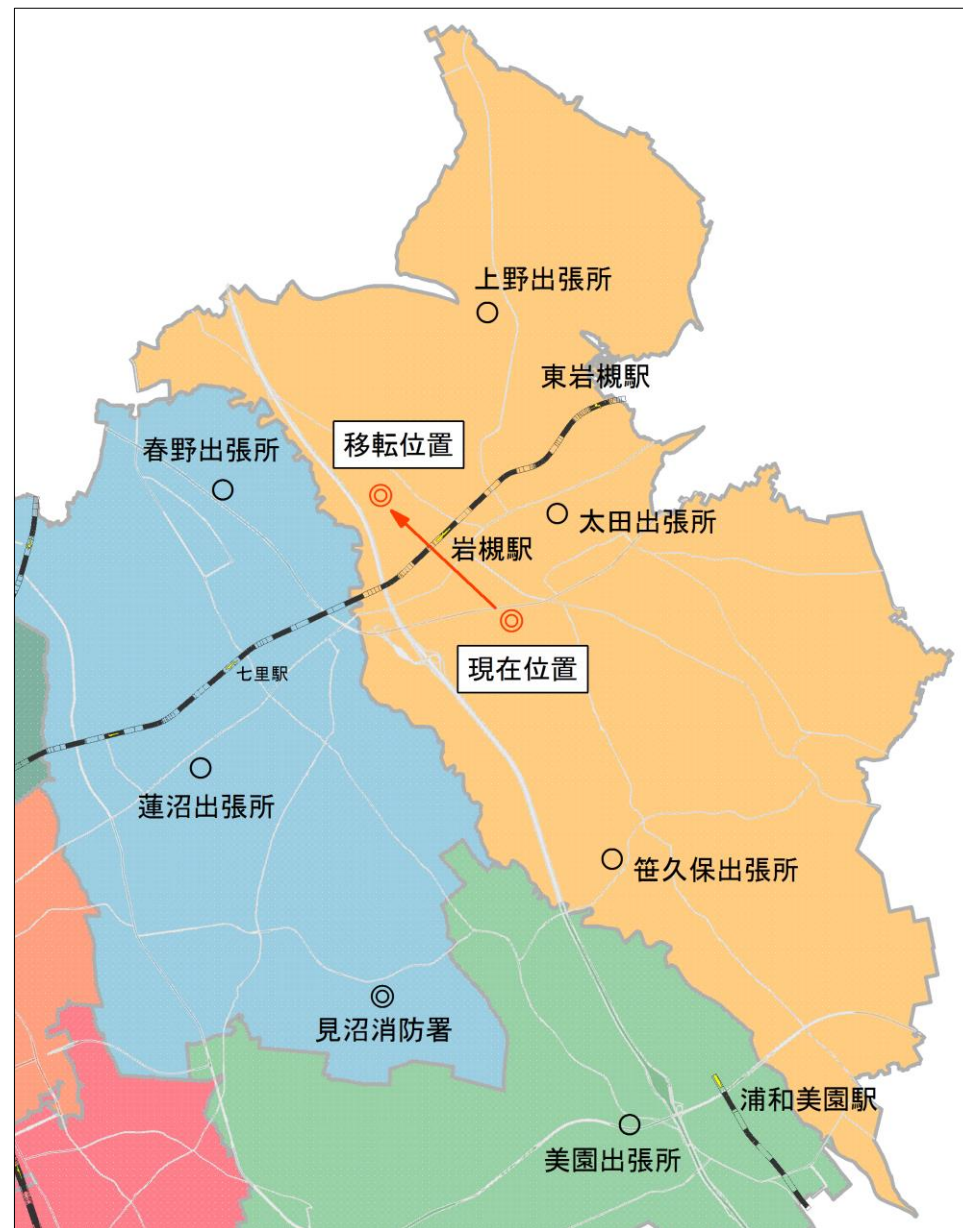 上野出張所
東岩槻駅
移転位置
春野出張所
太田出張所
岩槻駅
現在位置
七里駅
蓮沼出張所
笹久保出張所
見沼消防署
浦和美園駅
美園出張所